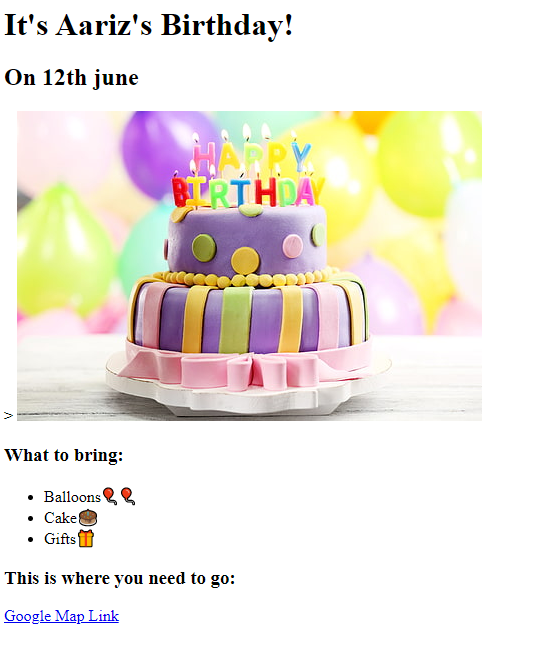 It's Aariz's Birthday!
On 12th june
HAPPY
BIRTHDAY
>
What to bring:
Balloons🎈🎈
Cake🎂
Gifts🎁
This is where you need to go:
Google Map Link